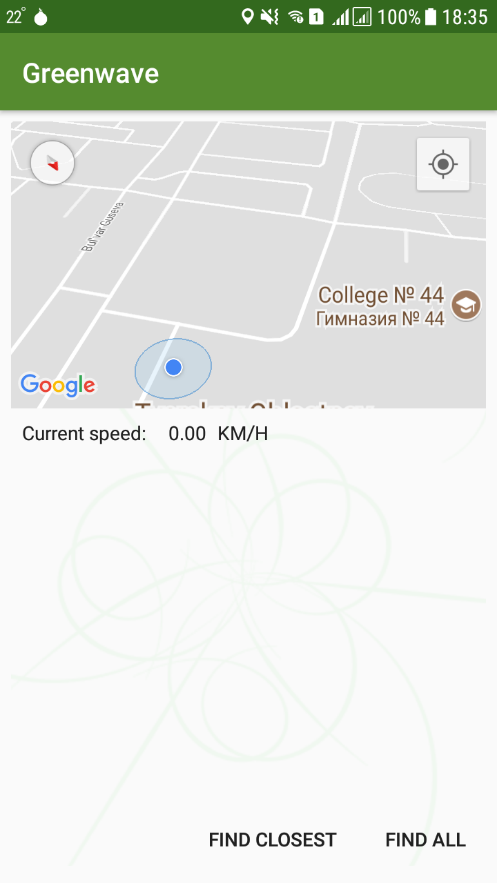 22° 1 100% 18:35
Greenwave
Bul'var Guseva
College № 44
Гимназия № 44
Google
Current speed: 0.00 KM/H
FIND CLOSEST FIND ALL